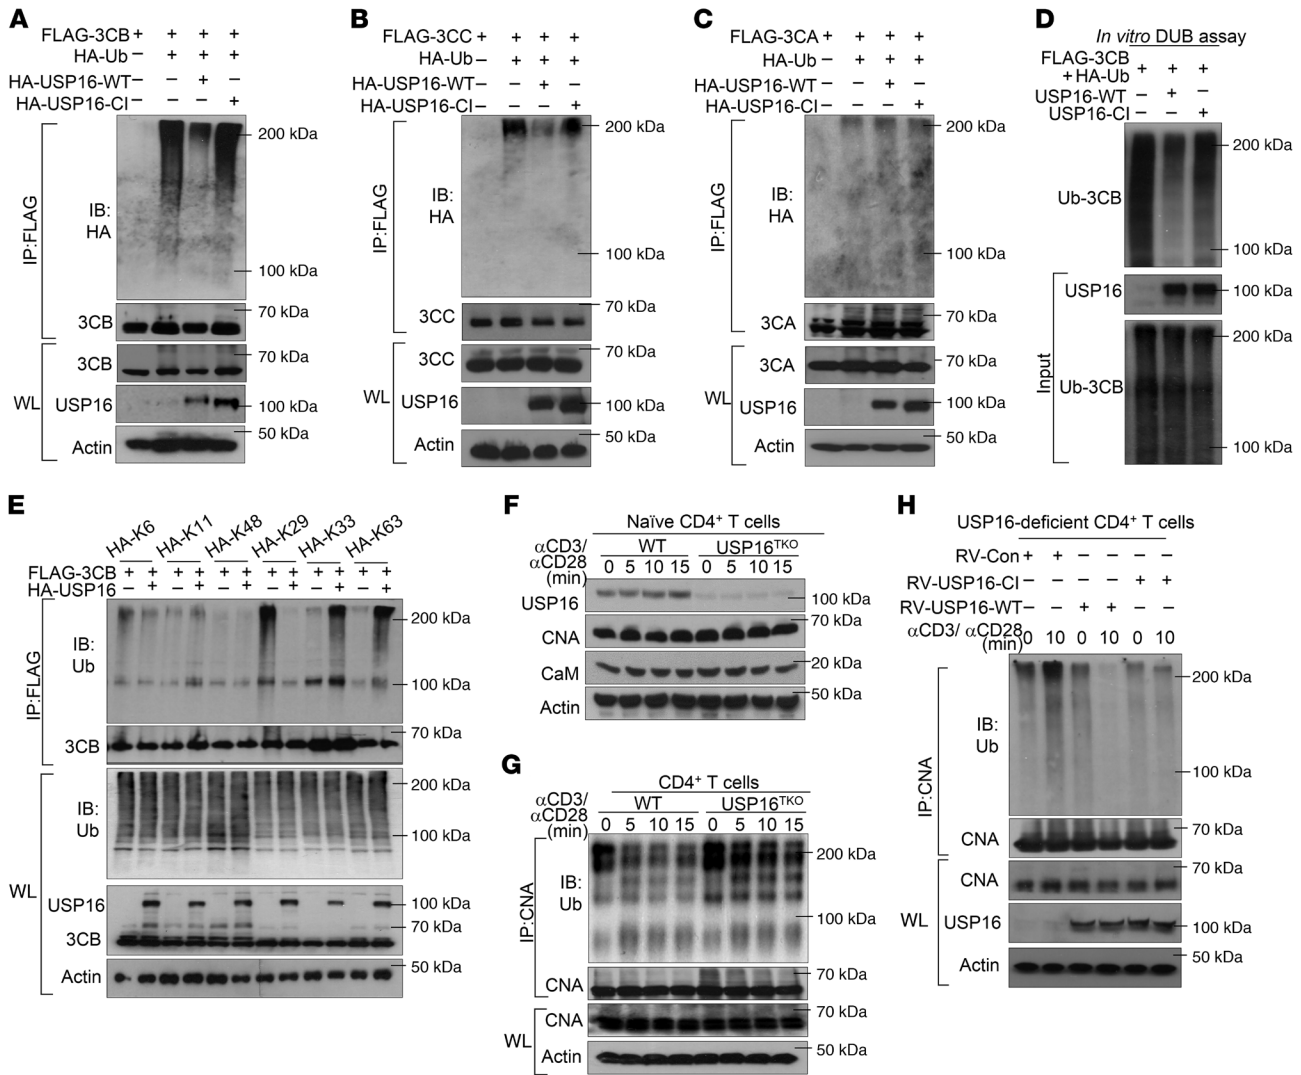 A
FLAG-3CB + + + +
HA-Ub – + + +
HA-USP16-WT – – + –
HA-USP16-CI – – – +
IP:FLAG
IB:
HA
200 kDa
100 kDa
3CB
70 kDa
WL
3CB
70 kDa
USP16
100 kDa
Actin
50 kDa
B
FLAG-3CC + + + +
HA-Ub – + + +
HA-USP16-WT – – + –
HA-USP16-CI – – – +
IP:FLAG
IB:
HA
200 kDa
100 kDa
3CC
70 kDa
WL
3CC
70 kDa
USP16
100 kDa
Actin
50 kDa
C
FLAG-3CA + + + +
HA-Ub – + + +
HA-USP16-WT – – + –
HA-USP16-CI – – – +
IP:FLAG
IB:
HA
200 kDa
100 kDa
3CA
70 kDa
WL
3CA
70 kDa
USP16
100 kDa
Actin
50 kDa
D
In vitro DUB assay
FLAG-3CB
+HA-Ub + + +
USP16-WT – + –
USP16-CI – – +
Ub-3CB
200 kDa
100 kDa
Input
USP16
100 kDa
Ub-3CB
200 kDa
100 kDa
E
HA-K6 HA-K11 HA-K48 HA-K29 HA-K33 HA-K63
FLAG-3CB + + + + + + + + + + + +
HA-USP16 – + – + – + – + – + – +
IP:FLAG
IB:
Ub
200 kDa
100 kDa
3CB
70 kDa
WL
IB:
Ub
200 kDa
100 kDa
USP16
100 kDa
3CB
70 kDa
Actin
50 kDa
F
Naïve CD4+ T cells
αCD3/
αCD28
(min)
WT USP16TKO
0 5 10 15 0 5 10 15
USP16
100 kDa
CNA
70 kDa
CaM
20 kDa
Actin
50 kDa
G
CD4+ T cells
αCD3/
αCD28
(min)
WT USP16TKO
0 5 10 15 0 5 10 15
IP:CNA
IB:
Ub
200 kDa
100 kDa
CNA
70 kDa
WL
CNA
70 kDa
Actin
50 kDa
H
USP16-deficient CD4+ T cells
RV-Con + + – – – –
RV-USP16-CI – – – – + +
RV-USP16-WT – – + + – –
αCD3/ αCD28
(min)
0 10 0 10 0 10
IP:CNA
IB:
Ub
200 kDa
100 kDa
CNA
70 kDa
WL
CNA
70 kDa
USP16
100 kDa
Actin
50 kDa